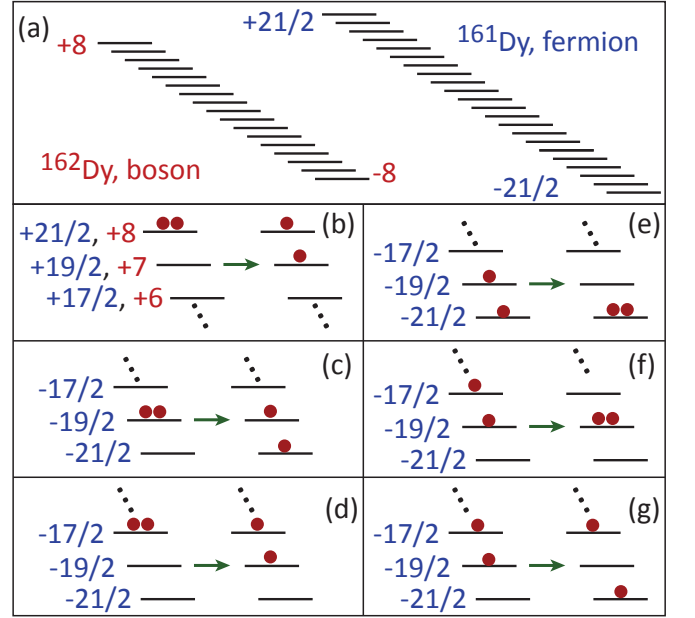 (a)
+8
+21/2
161Dy, fermion
162Dy, boson
-8
-21/2
(b)
+21/2, +8
+19/2, +7
+17/2, +6
(e)
-17/2
-19/2
-21/2
(c)
-17/2
-19/2
-21/2
(f)
-17/2
-19/2
-21/2
(d)
-17/2
-19/2
-21/2
(g)
-17/2
-19/2
-21/2